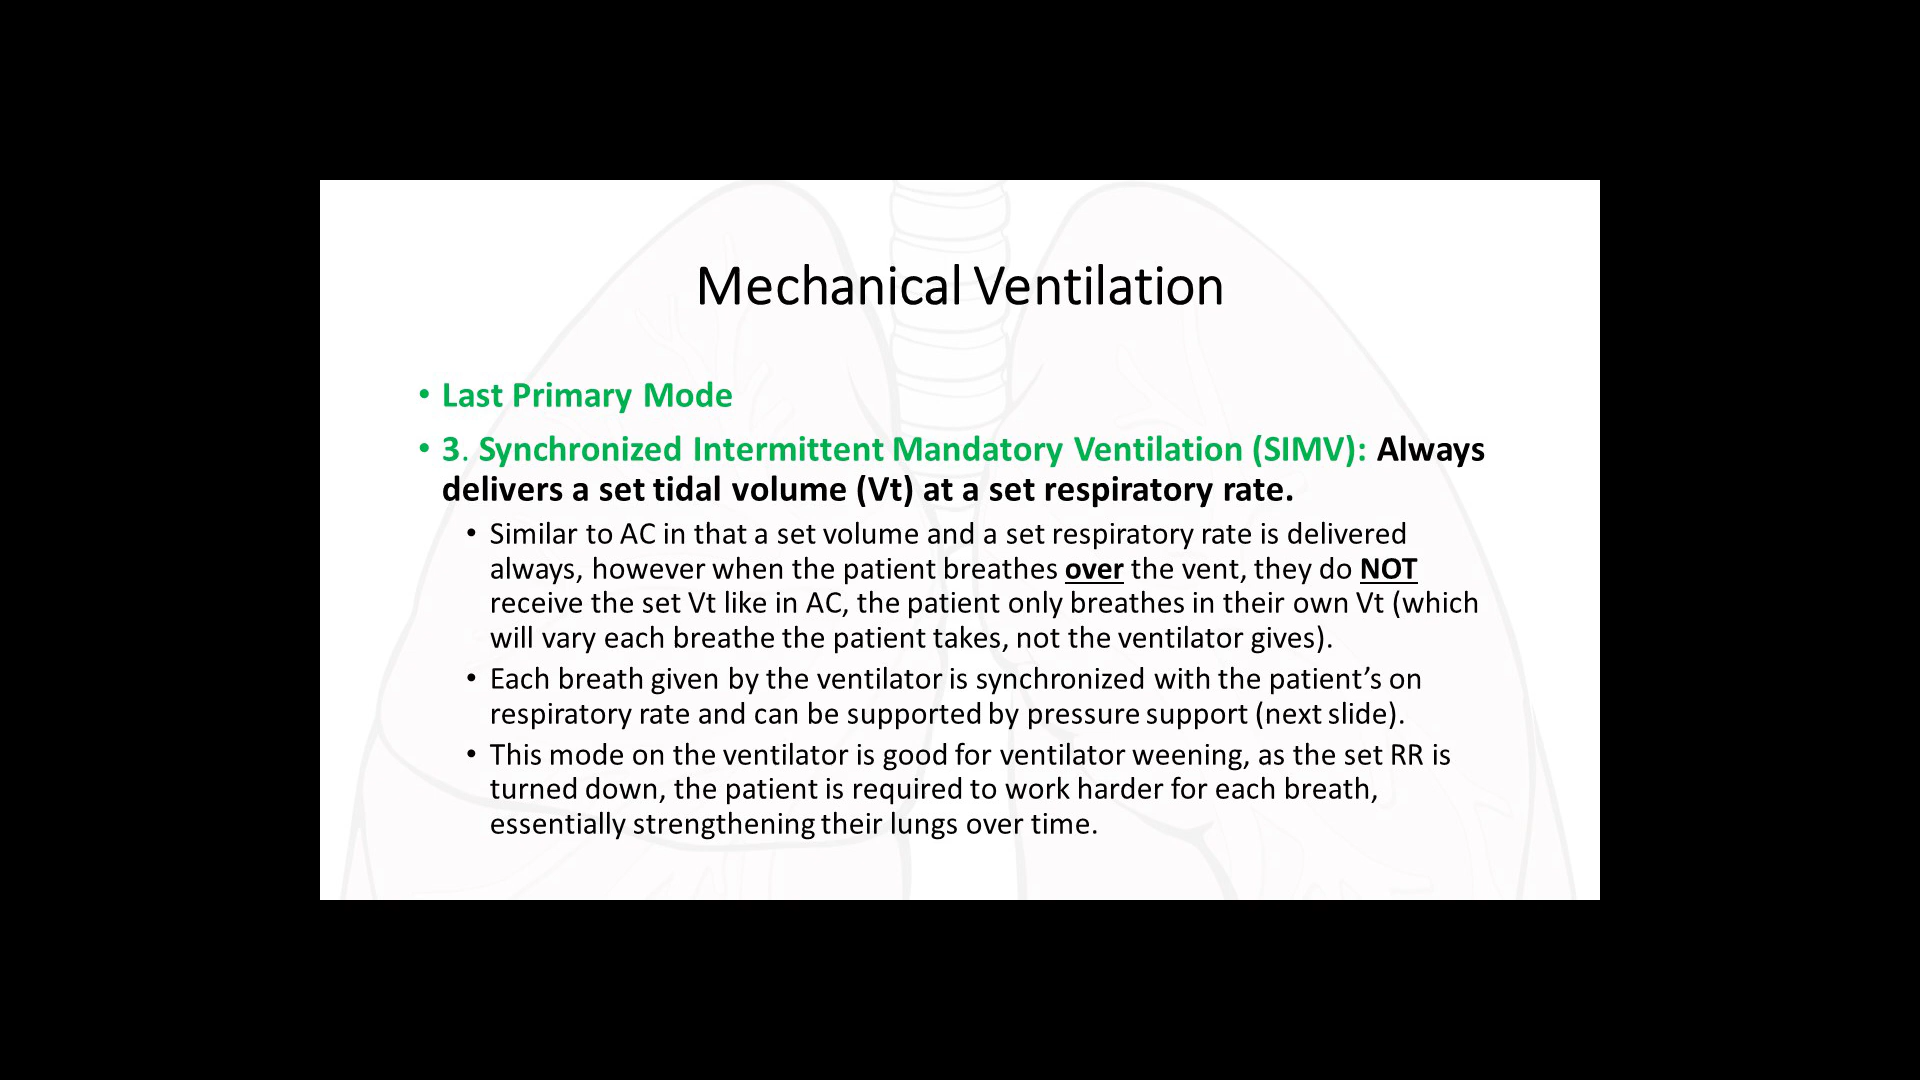 Mechanical Ventilation
• Last Primary Mode
• 3. Synchronized Intermittent Mandatory Ventilation (SIMV): Always
delivers a set tidal volume (Vt) at a set respiratory rate.
• Similar to AC in that a set volume and a set respiratory rate is delivered
always, however when the patient breathes over the vent, they do NOT
receive the set Vt like in AC, the patient only breathes in their own Vt (which
will vary each breathe the patient takes, not the ventilator gives).
• Each breath given by the ventilator is synchronized with the patient’s on
respiratory rate and can be supported by pressure support (next slide).
• This mode on the ventilator is good for ventilator weening, as the set RR is
turned down, the patient is required to work harder for each breath,
essentially strengthening their lungs over time.